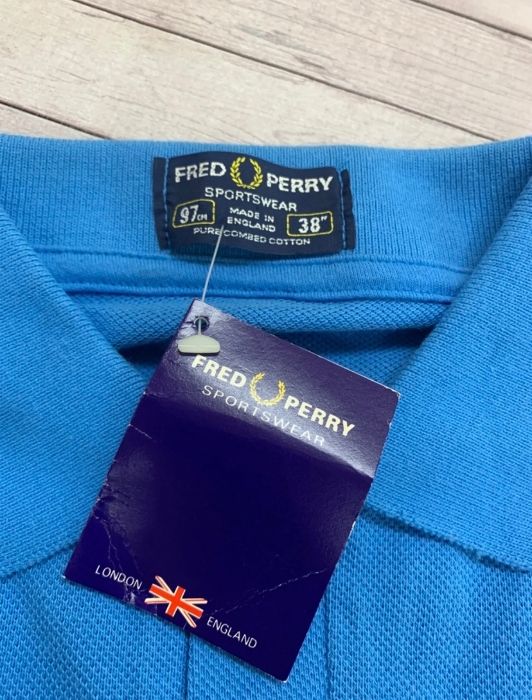 FRED PERRY
SPORTSWEAR
97CM MADE IN ENGLAND 38"
PURE COMBED COTTON
FRED PERRY
SPORTSWEAR
LONDON ENGLAND